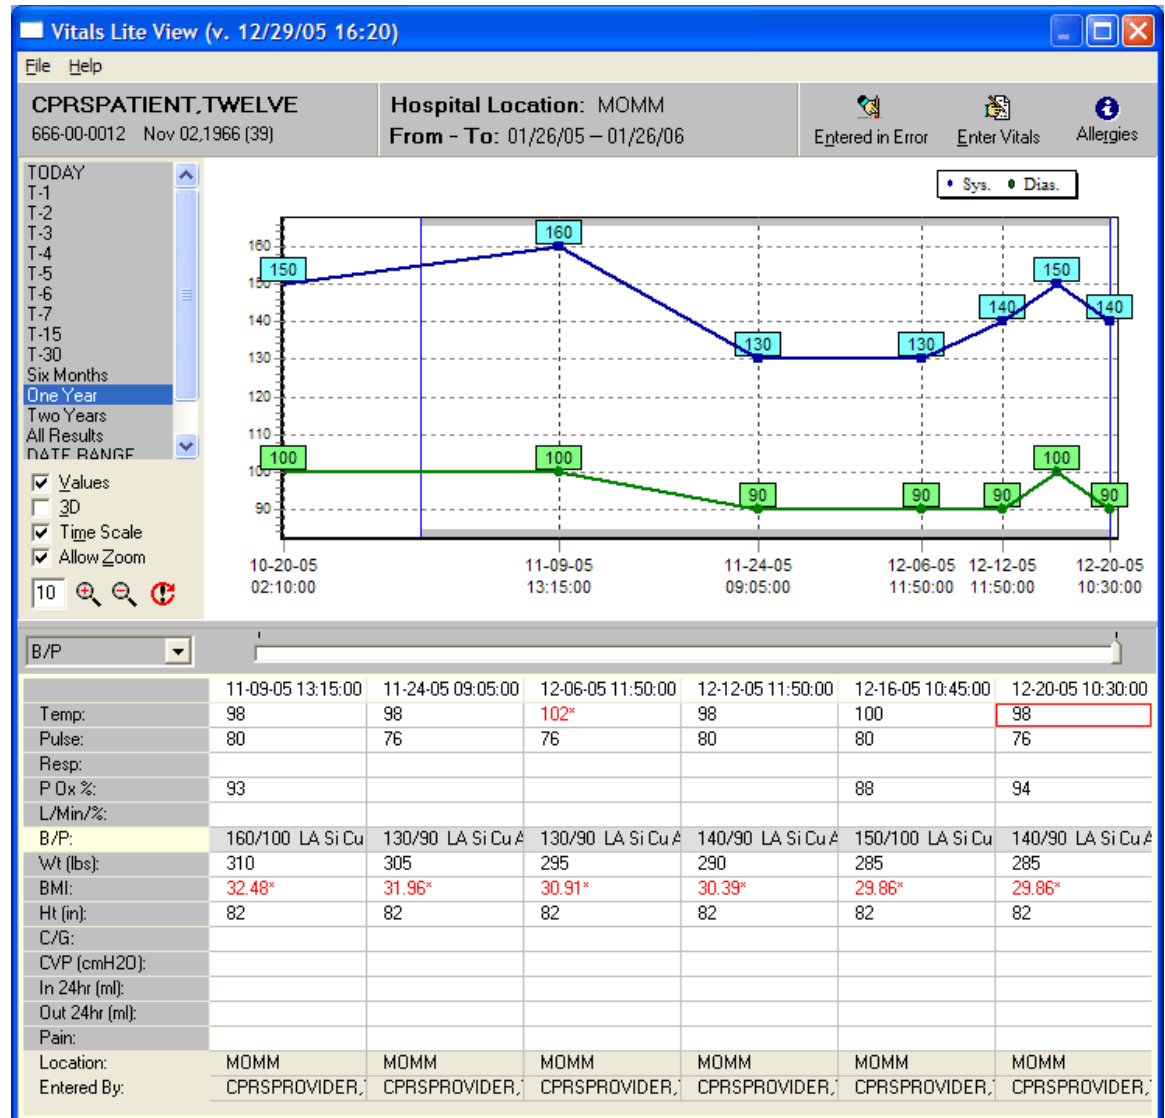 Vitals Lite View (v. 12/29/05 16:20)
File Help
CPRSPATIENT,TWELVE
666-00-0012 Nov 02,1966 (39)
Hospital Location: MOMM
From - To: 01/26/05 – 01/26/06
Entered in Error Enter Vitals Allergies
TODAY
T-1
T-2
T-3
T-4
T-5
T-6
T-7
T-15
T-30
Six Months
One Year
Two Years
All Results
DATE RANGE
Values
3D
Time Scale
Allow Zoom
10
Sys. Dias.
160
150
140
130
120
110
100
90
150 160 130 130 140 150 140
100 100 90 90 90 100 90
10-20-05 11-09-05 11-24-05 12-06-05 12-12-05 12-20-05
02:10:00 13:15:00 09:05:00 11:50:00 11:50:00 10:30:00
B/P
11-09-05 13:15:00 11-24-05 09:05:00 12-06-05 11:50:00 12-12-05 11:50:00 12-16-05 10:45:00 12-20-05 10:30:00
Temp: 98 98 102* 98 100 98
Pulse: 80 76 76 80 80 76
Resp:
P Ox %: 93 88 94
L/Min/%:
B/P: 160/100 LA Si Cu 130/90 LA Si Cu A 130/90 LA Si Cu A 140/90 LA Si Cu A 150/100 LA Si Cu 140/90 LA Si Cu A
Wt (lbs): 310 305 295 290 285 285
BMI: 32.48* 31.96* 30.91* 30.39* 29.86* 29.86*
Ht (in): 82 82 82 82 82 82
C/G:
CVP (cmH2O):
In 24hr (ml):
Out 24hr (ml):
Pain:
Location: MOMM MOMM MOMM MOMM MOMM MOMM
Entered By: CPRSPROVIDER, CPRSPROVIDER, CPRSPROVIDER, CPRSPROVIDER, CPRSPROVIDER, CPRSPROVIDER,